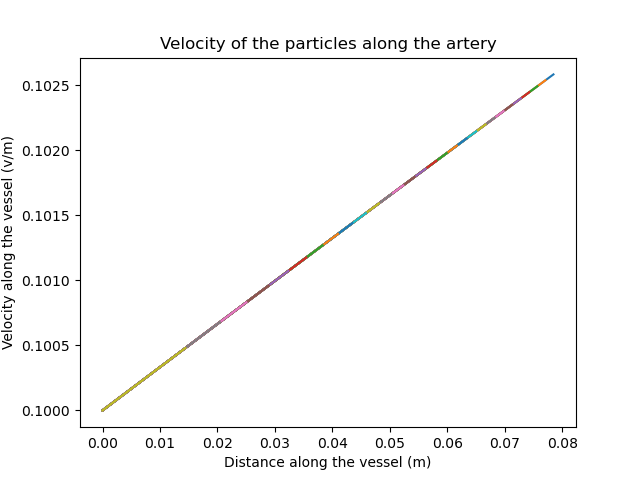 Velocity of the particles along the artery
Velocity along the vessel (v/m)
0.1025
0.1020
0.1015
0.1010
0.1005
0.1000
0.00 0.01 0.02 0.03 0.04 0.05 0.06 0.07 0.08
Distance along the vessel (m)